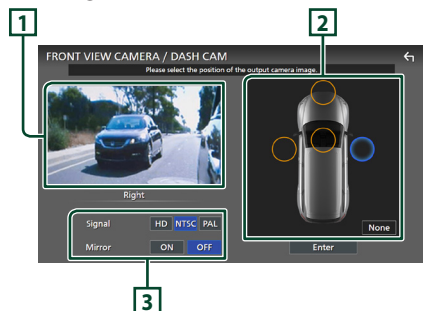 1
2
FRONT VIEW CAMERA / DASH CAM
Please select the position of the output camera image.
Right
Signal HD NTSC PAL
None
Mirror ON OFF
Enter
3